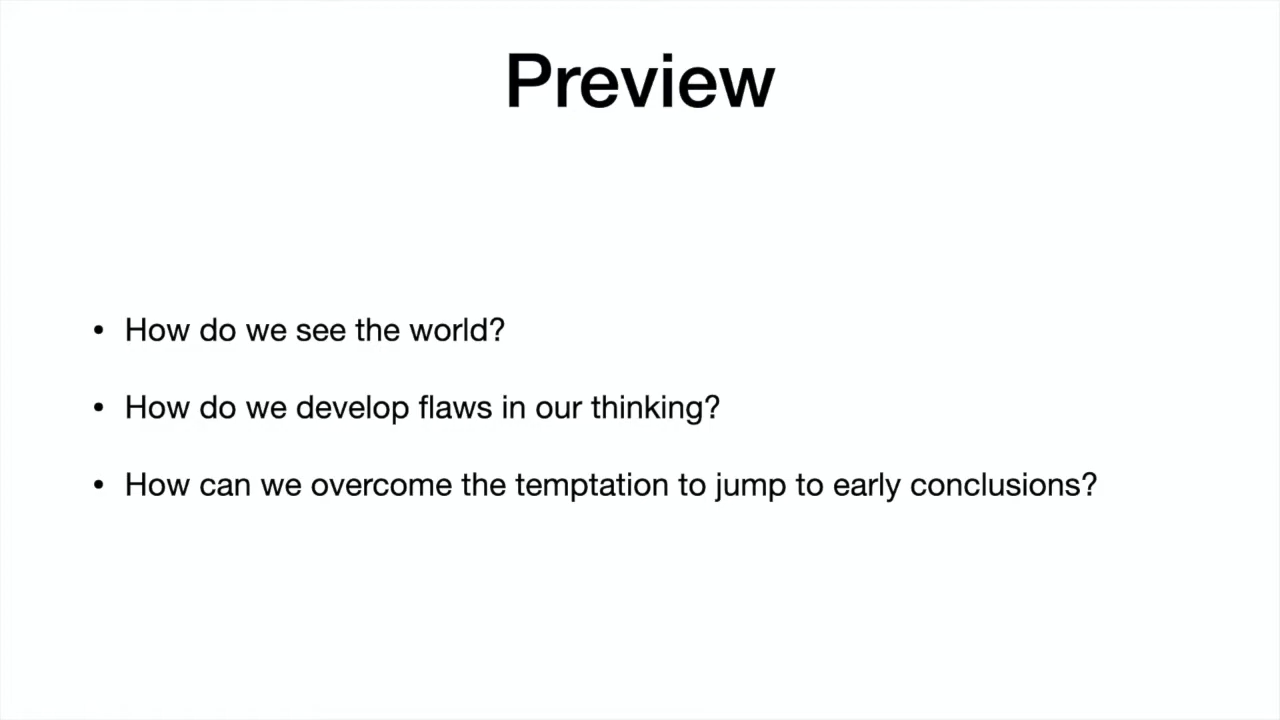 Preview
• How do we see the world?
• How do we develop flaws in our thinking?
• How can we overcome the temptation to jump to early conclusions?